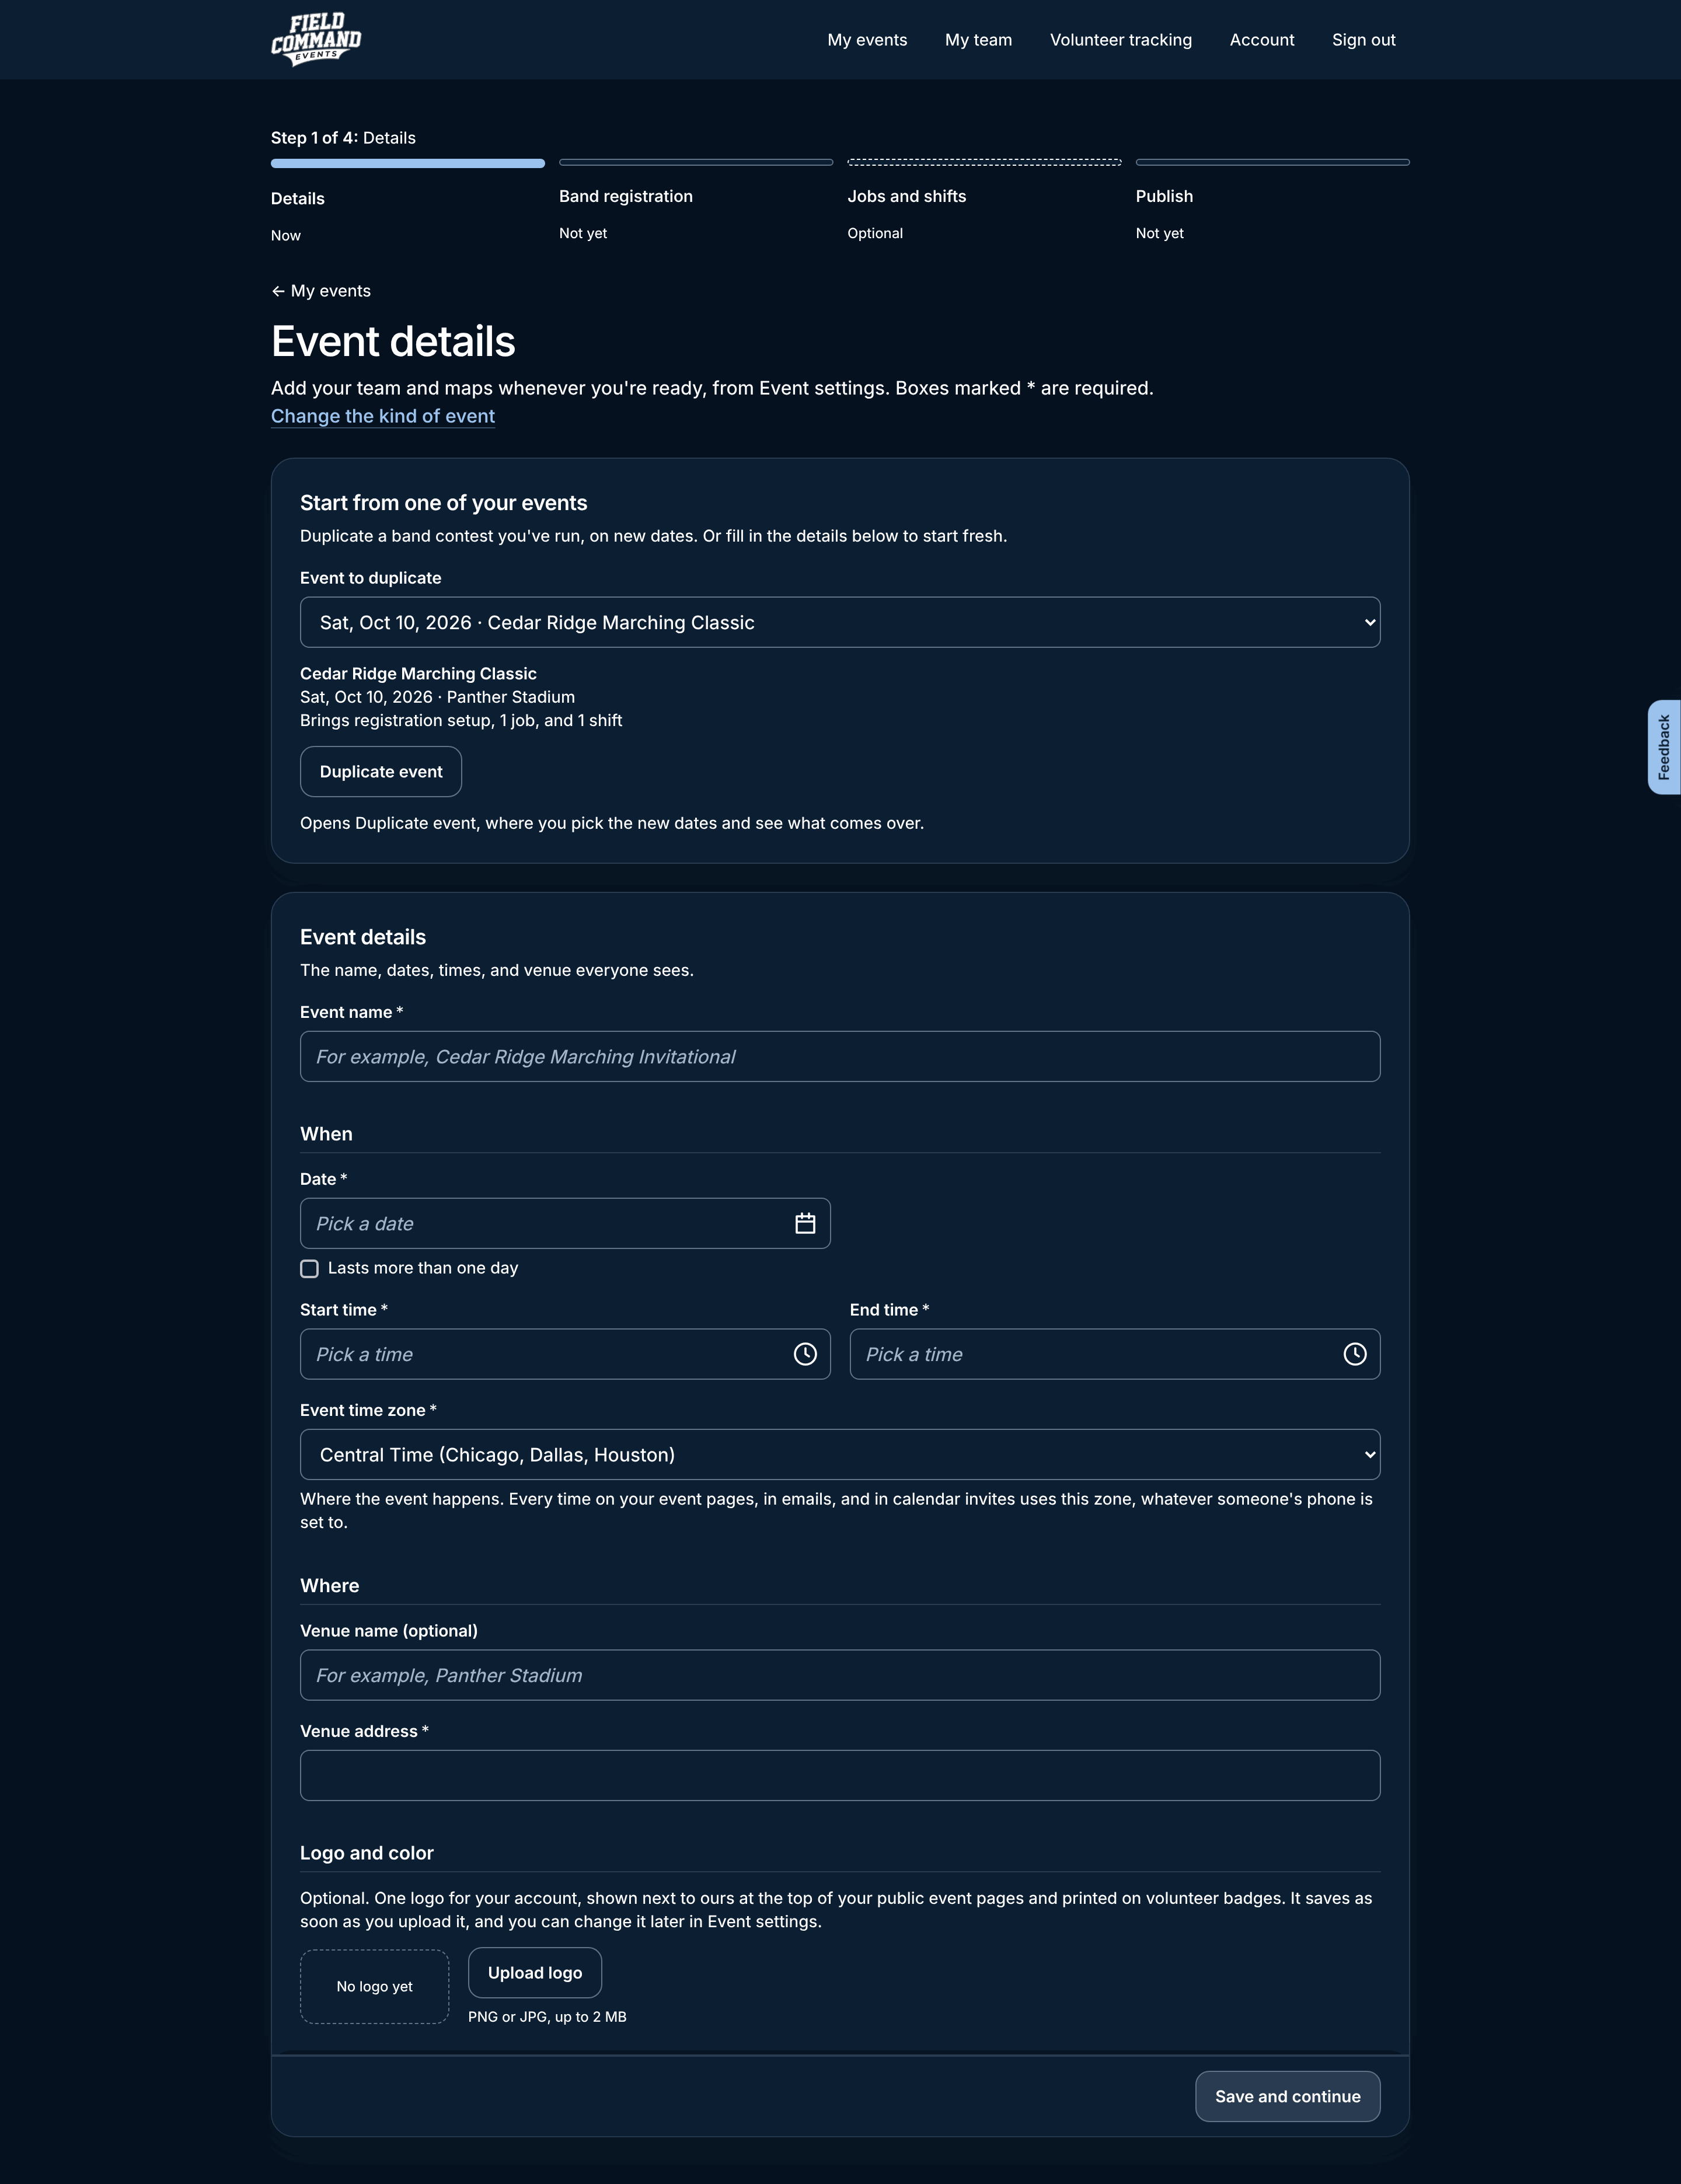 FIELD
COMMAND
EVENTS
My events
My team
Volunteer tracking
Account
Sign out
Step 1 of 4: Details
Details
Now
Band registration
Not yet
Jobs and shifts
Optional
Publish
Not yet
← My events
Event details
Add your team and maps whenever you're ready, from Event settings. Boxes marked * are required.
Change the kind of event
Start from one of your events
Duplicate a band contest you've run, on new dates. Or fill in the details below to start fresh.
Event to duplicate
Sat, Oct 10, 2026 · Cedar Ridge Marching Classic
Cedar Ridge Marching Classic
Sat, Oct 10, 2026 · Panther Stadium
Brings registration setup, 1 job, and 1 shift
Duplicate event
Opens Duplicate event, where you pick the new dates and see what comes over.
Feedback
Event details
The name, dates, times, and venue everyone sees.
Event name *
For example, Cedar Ridge Marching Invitational
When
Date *
Pick a date
Lasts more than one day
Start time *
Pick a time
End time *
Pick a time
Event time zone *
Central Time (Chicago, Dallas, Houston)
Where the event happens. Every time on your event pages, in emails, and in calendar invites uses this zone, whatever someone's phone is
set to.
Where
Venue name (optional)
For example, Panther Stadium
Venue address *
Logo and color
Optional. One logo for your account, shown next to ours at the top of your public event pages and printed on volunteer badges. It saves as
soon as you upload it, and you can change it later in Event settings.
No logo yet
Upload logo
PNG or JPG, up to 2 MB
Save and continue